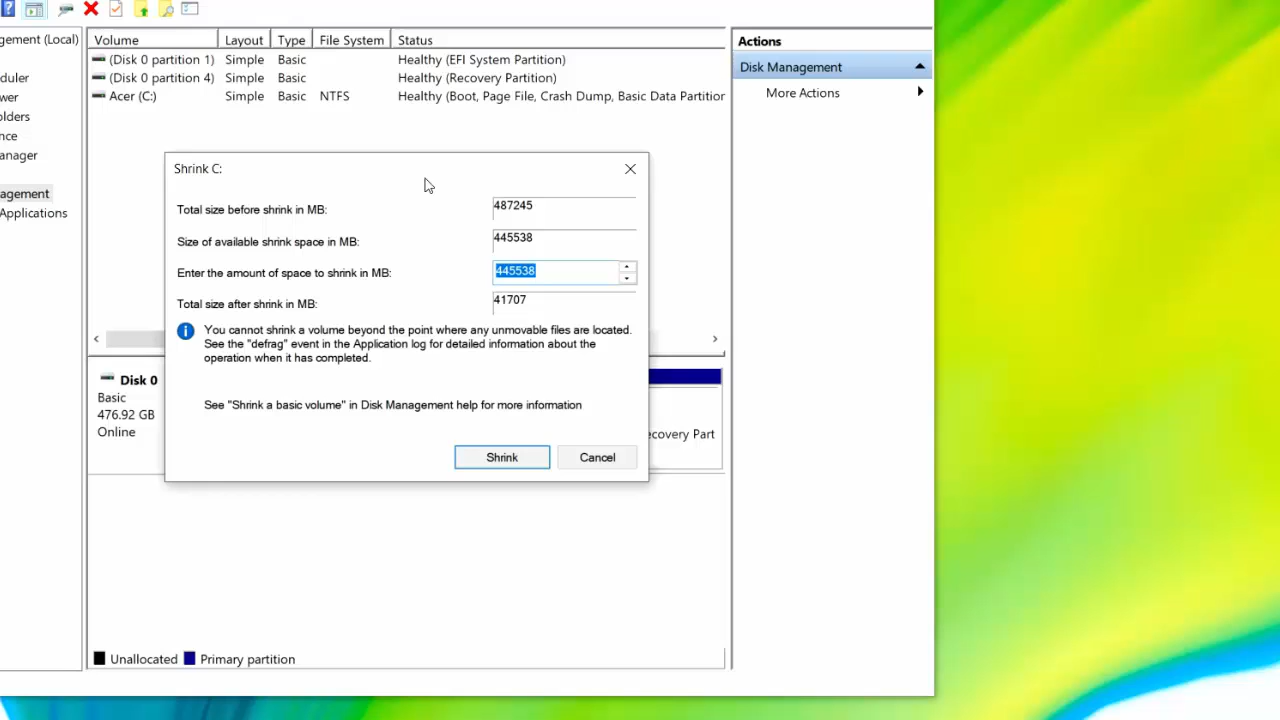 gement (Local)
duler
wer
olders
nce
anager
agement
Applications
Volume Layout Type File System Status
(Disk 0 partition 1) Simple Basic Healthy (EFI System Partition)
(Disk 0 partition 4) Simple Basic Healthy (Recovery Partition)
Acer (C:) Simple Basic NTFS Healthy (Boot, Page File, Crash Dump, Basic Data Partition
Actions
Disk Management
More Actions
Shrink C:
Total size before shrink in MB: 487245
Size of available shrink space in MB: 445538
Enter the amount of space to shrink in MB: 445538
Total size after shrink in MB: 41707
You cannot shrink a volume beyond the point where any unmovable files are located.
See the "defrag" event in the Application log for detailed information about the
operation when it has completed.
See "Shrink a basic volume" in Disk Management help for more information
Shrink Cancel
Disk 0
Basic
476.92 GB
Online
ecovery Part
Unallocated Primary partition